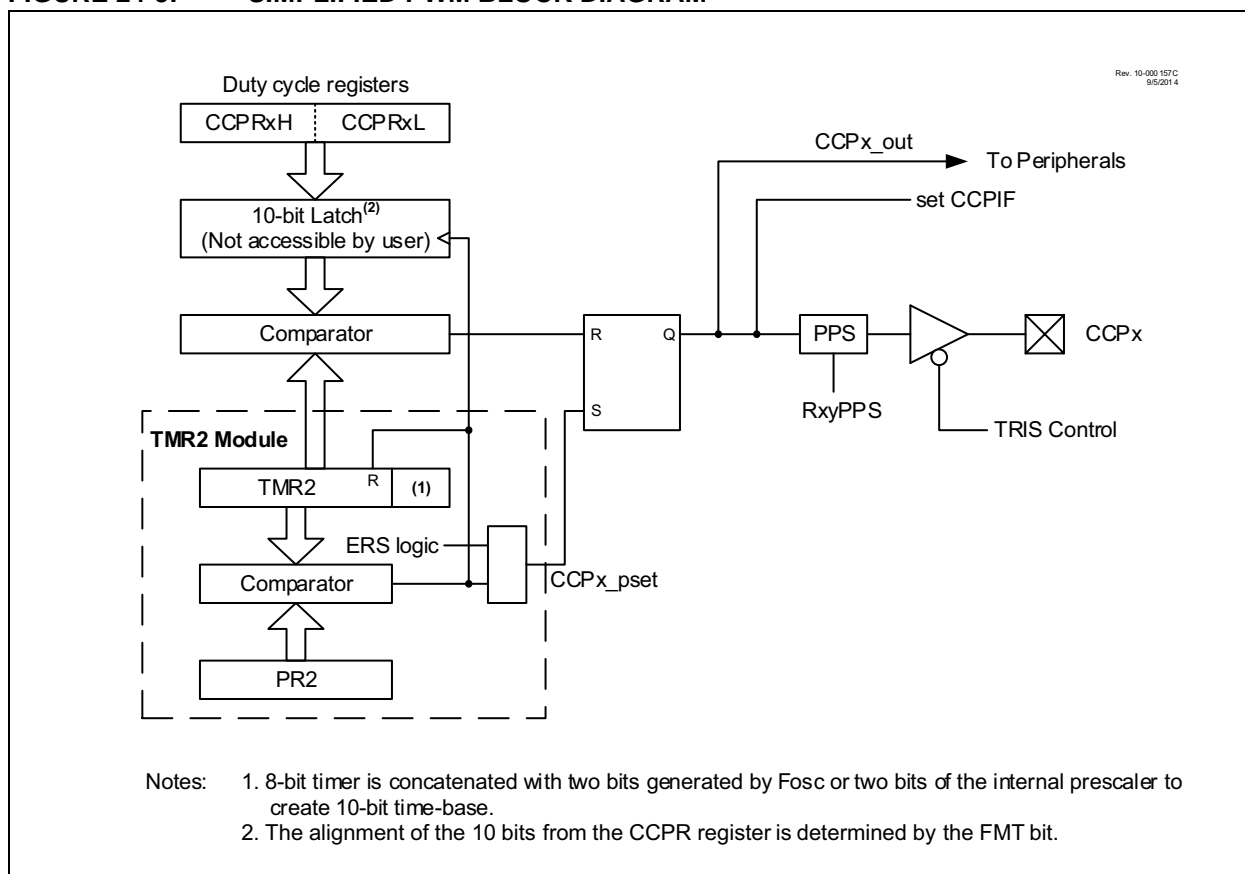 Rev. 10-000 157C
9/5/201 4
Duty cycle registers
CCPRxH CCPRxL
CCPx_out
To Peripherals
set CCPIF
10-bit Latch(2)
(Not accessible by user)
Comparator
R Q
PPS
CCPx
RxyPPS
S
TRIS Control
TMR2 Module
TMR2 R (1)
ERS logic
Comparator
CCPx_pset
PR2
Notes: 1. 8-bit timer is concatenated with two bits generated by Fosc or two bits of the internal prescaler to
create 10-bit time-base.
2. The alignment of the 10 bits from the CCPR register is determined by the FMT bit.